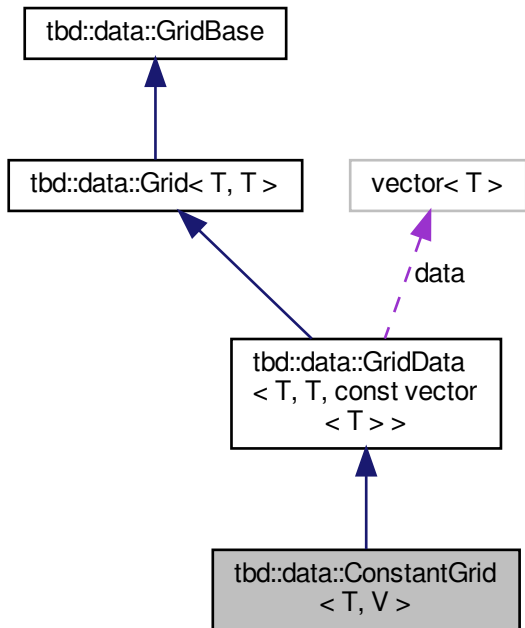 tbd::data::GridBase
tbd::data::Grid< T, T >
vector< T >
data
tbd::data::GridData
< T, T, const vector
< T > >
tbd::data::ConstantGrid
< T, V >